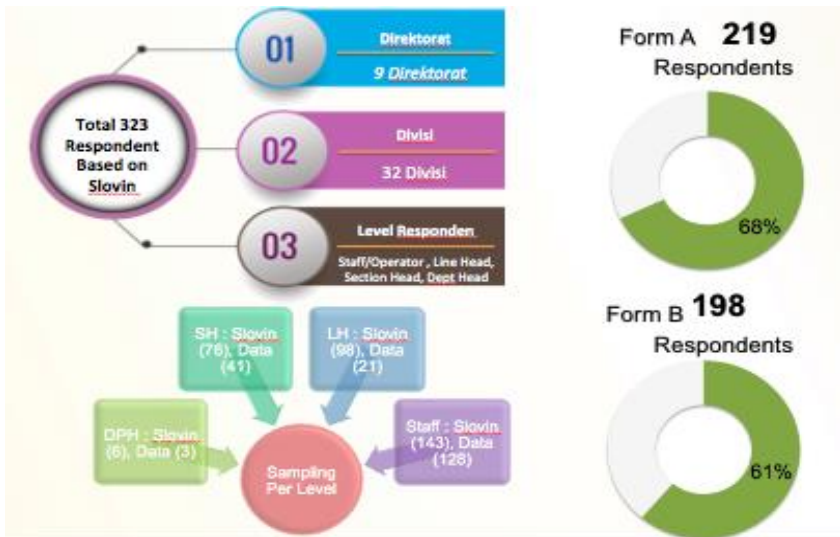 Total 323
Respondent
Based on
Slovin
01
Direktorat
9 Direktorat
02
Divisi
32 Divisi
03
Level Responden
Staff/Operator , Line Head,
Section Head, Dept Head
SH : Slovin
(76), Data
(41)
LH : Slovin
(98), Data
(21)
DPH : Slovin
(6), Data (3)
Staff : Slovin
(143), Data
(128)
Sampling
Per Level
Form A 219
Respondents
68%
Form B 198
Respondents
61%